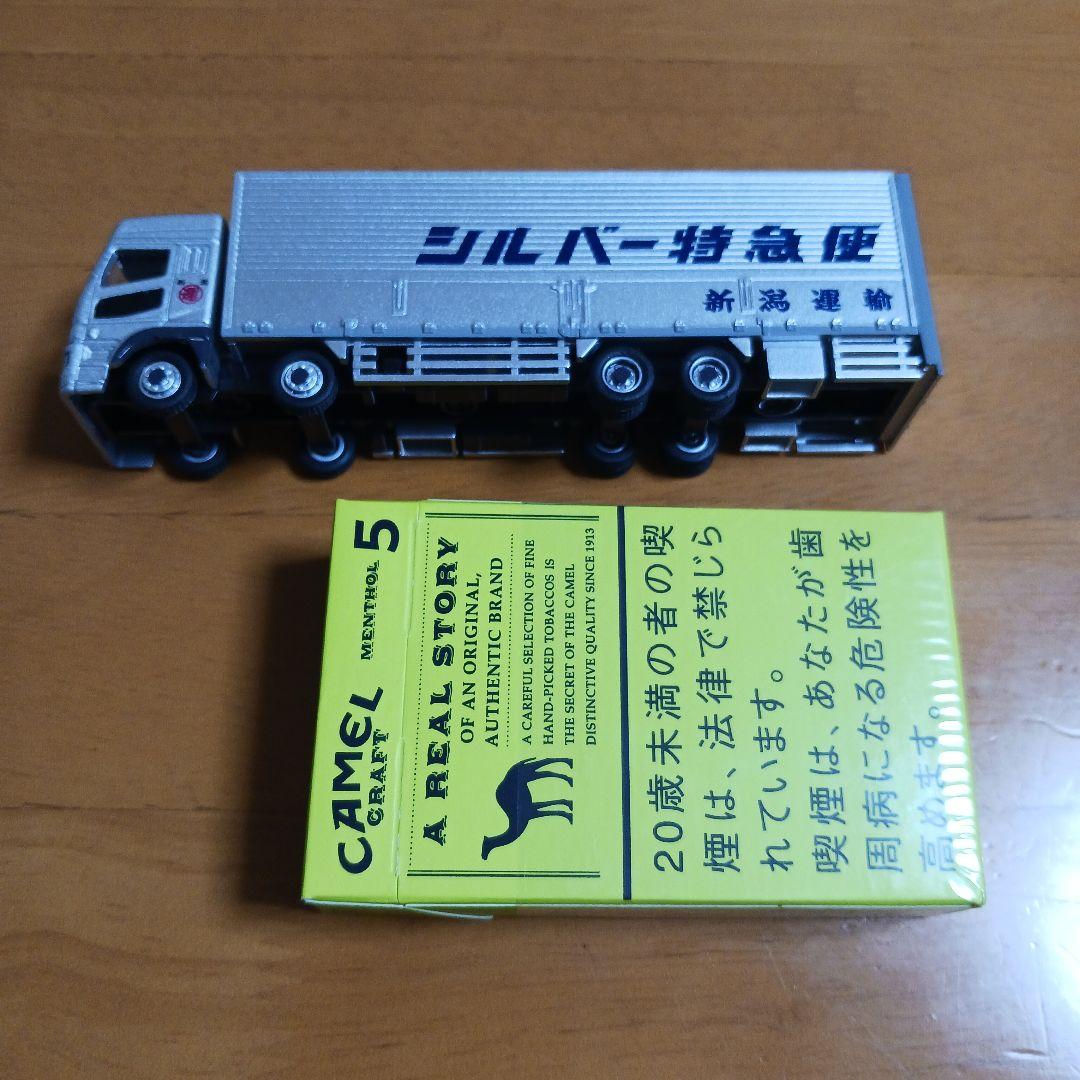 シルバー特急便
新潟運輸
CAMEL
CRAFT
MENTHOL 5
A REAL STORY
OF AN ORIGINAL,
AUTHENTIC BRAND
A CAREFUL SELECTION OF FINE
HAND-PICKED TOBACCOS IS
THE SECRET OF THE CAMEL
DISTINCTIVE QUALITY SINCE 1913
20歳未満の者の喫
煙は、法律で禁じら
れています。
喫煙は、あなたが歯
周病になる危険性を
高めます。